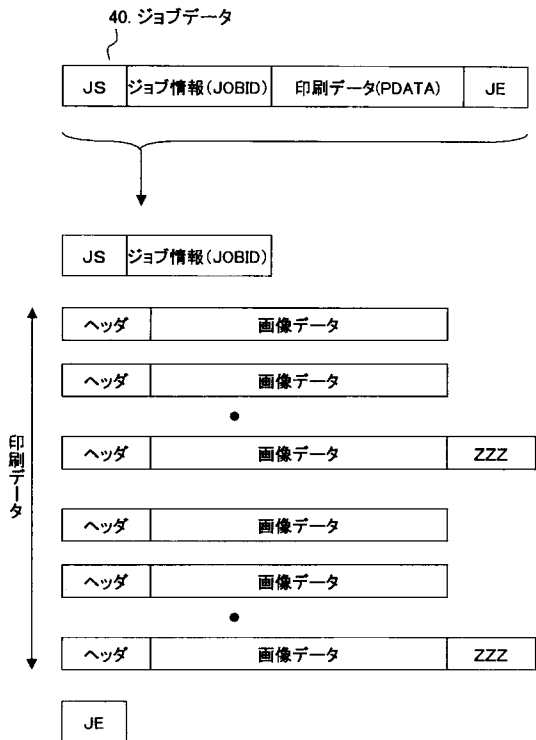 40. ジョブデータ
JS ジョブ情報(JOBID) 印刷データ(PDATA) JE
JS ジョブ情報(JOBID)
印刷データ
ヘッダ 画像データ
ヘッダ 画像データ
ヘッダ 画像データ ZZZ
ヘッダ 画像データ
ヘッダ 画像データ
ヘッダ 画像データ ZZZ
JE